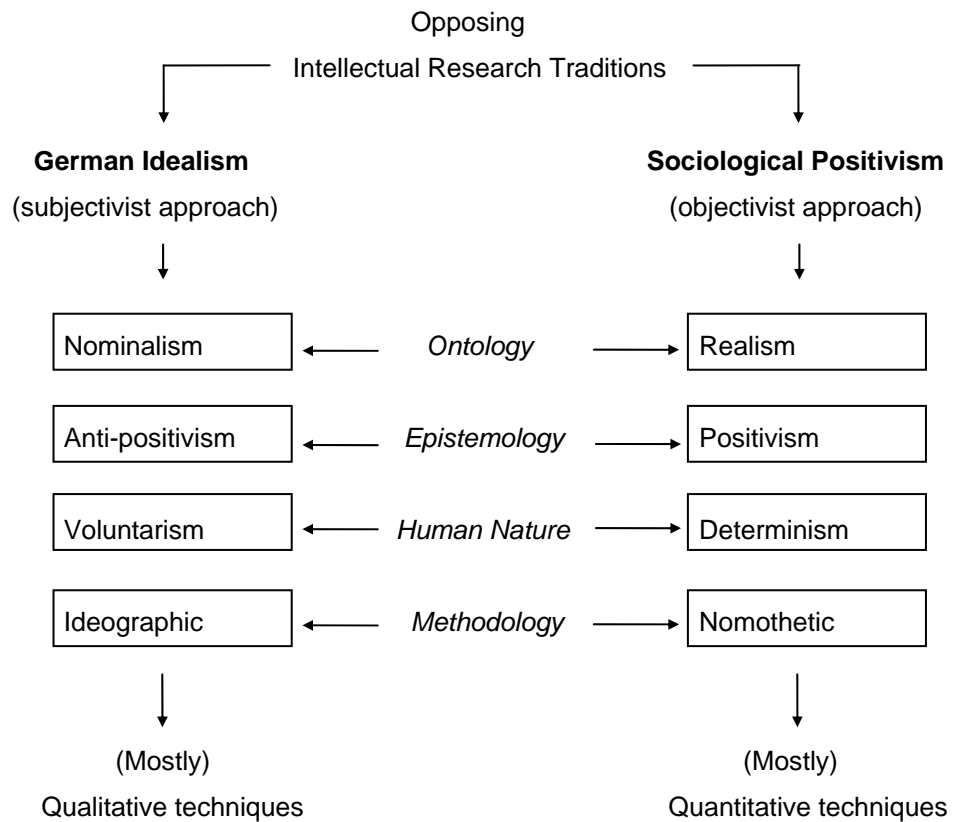 Opposing
Intellectual Research Traditions
German Idealism
Sociological Positivism
(subjectivist approach)
(objectivist approach)
Nominalism
Ontology
Realism
Anti-positivism
Epistemology
Positivism
Voluntarism
Human Nature
Determinism
Ideographic
Methodology
Nomothetic
(Mostly)
Qualitative techniques
(Mostly)
Quantitative techniques